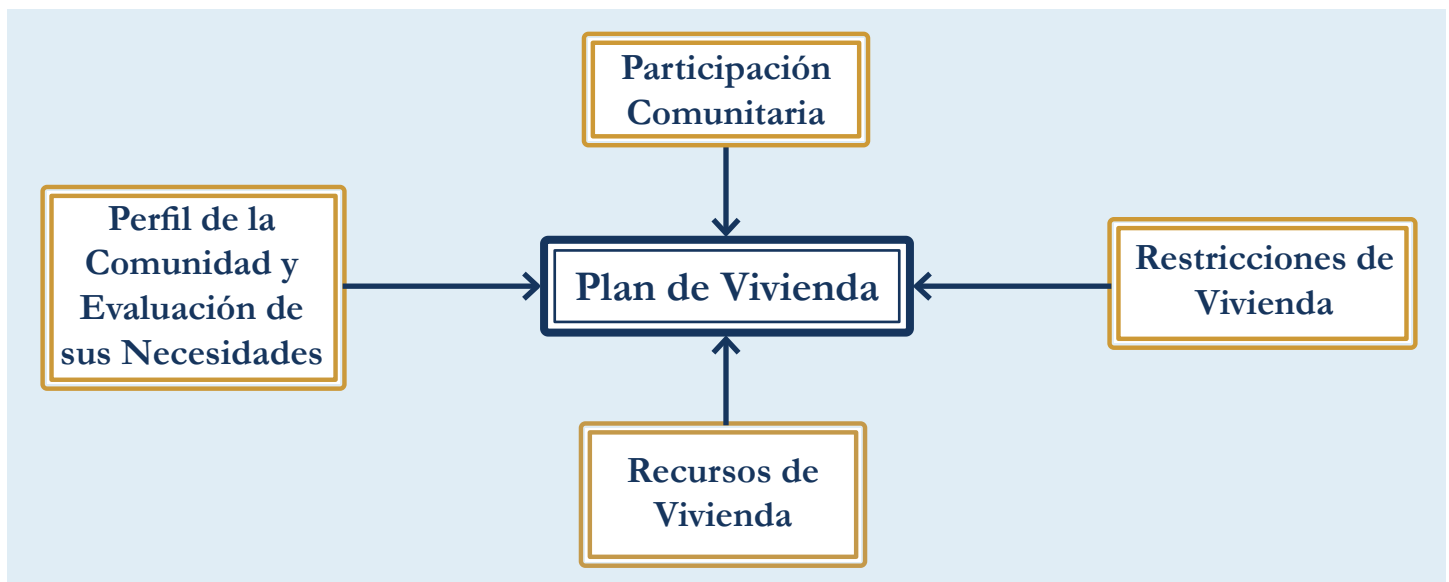 Participación
Comunitaria
Perfil de la
Comunidad y
Evaluación de
sus Necesidades
Plan de Vivienda
Restricciones de
Vivienda
Recursos de
Vivienda